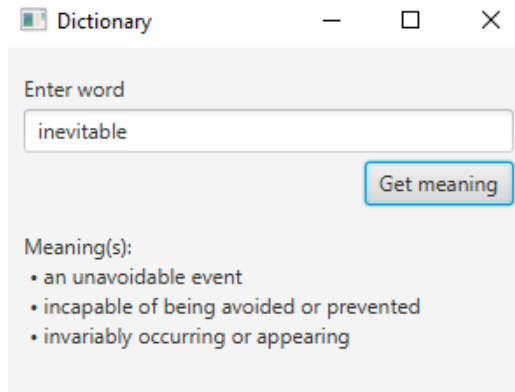 Dictionary
Enter word
inevitable
Get meaning
Meaning(s):
• an unavoidable event
• incapable of being avoided or prevented
• invariably occurring or appearing